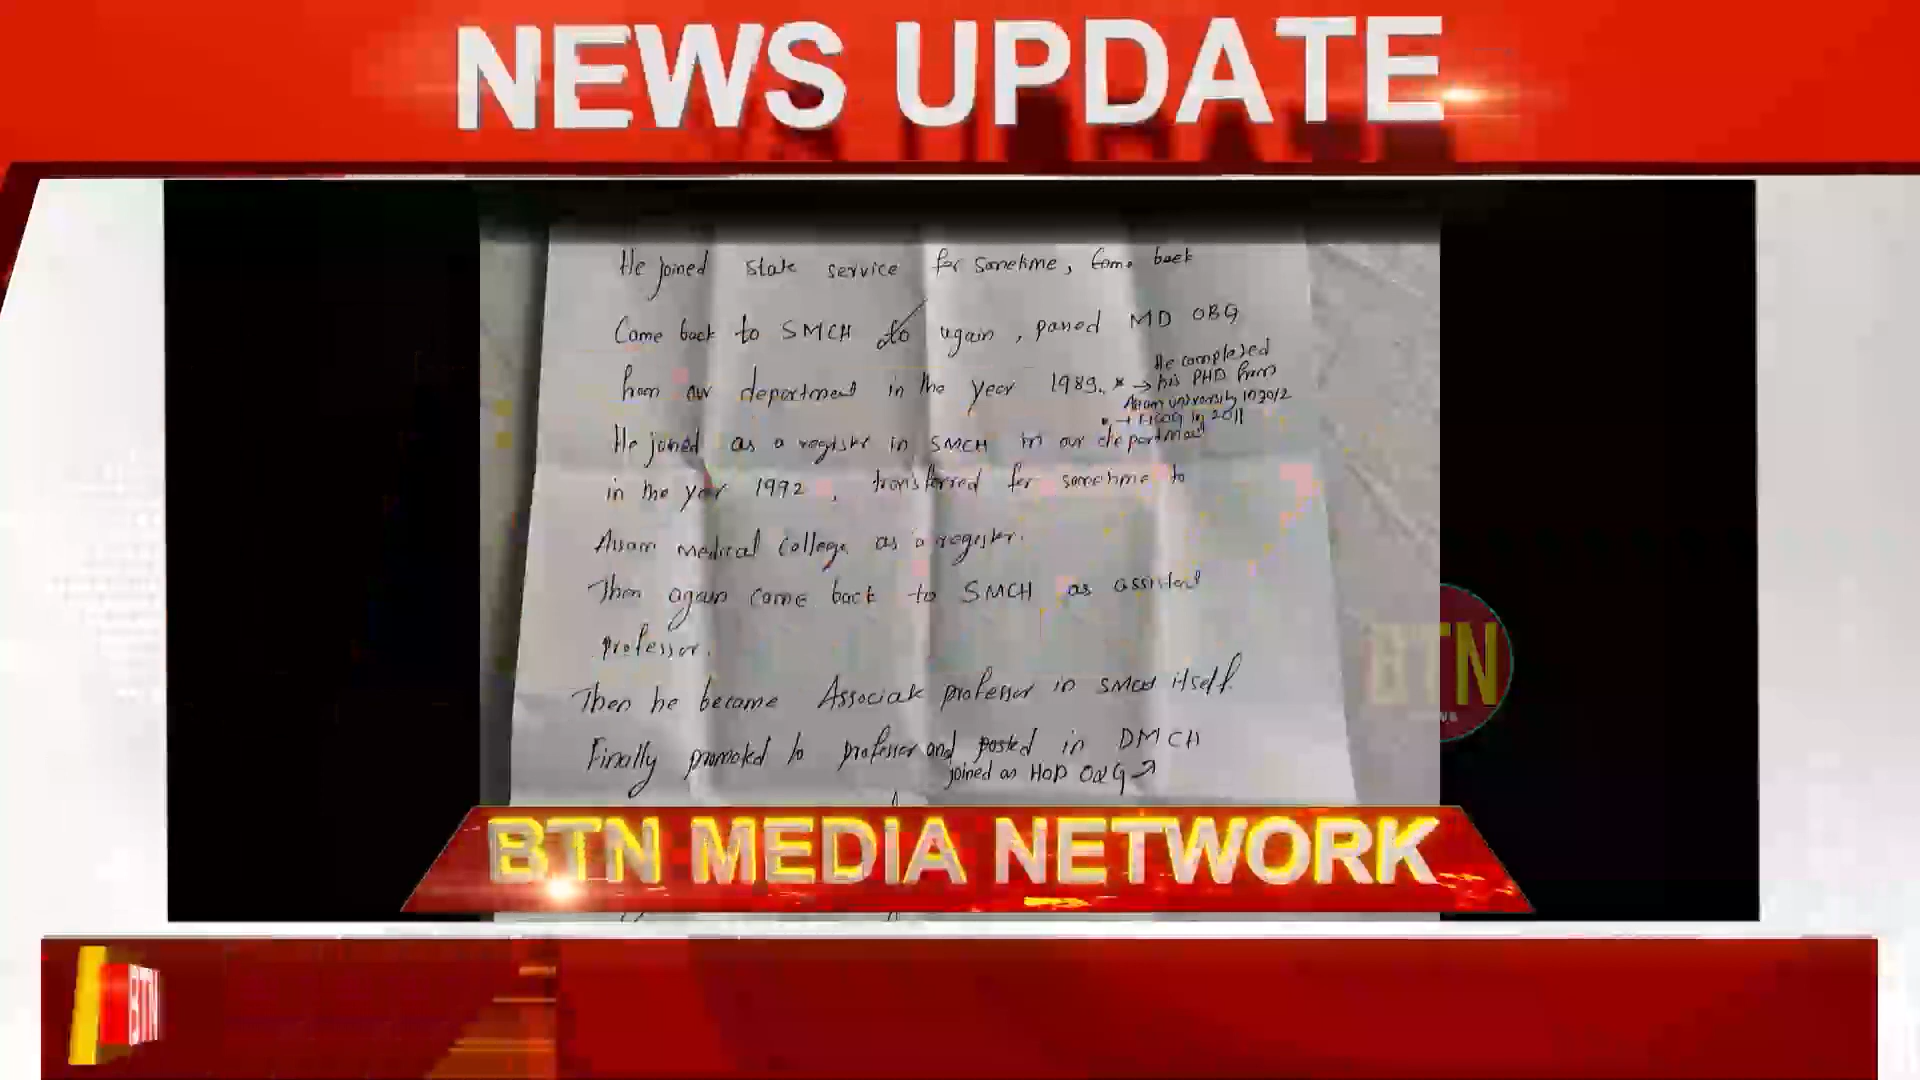 NEWS UPDATE
He joined state service for sometime, Come back
Come back to SMCH to again, passed MD OBG
from our department in the year 1989. * → He completed
his PHD from
Assam university in 2012
* → FICOG in 2011
He joined as a register in SMCH in our department
in the year 1992, transferred for sometime to
Assam Medical College as a register.
Then again come back to SMCH as assistant
professor.
Then he became Associate professor in SMCH itself.
Finally promoted to professor and posted in DMCH
joined as HOD O&G
BTN
BTN MEDIA NETWORK
BTN